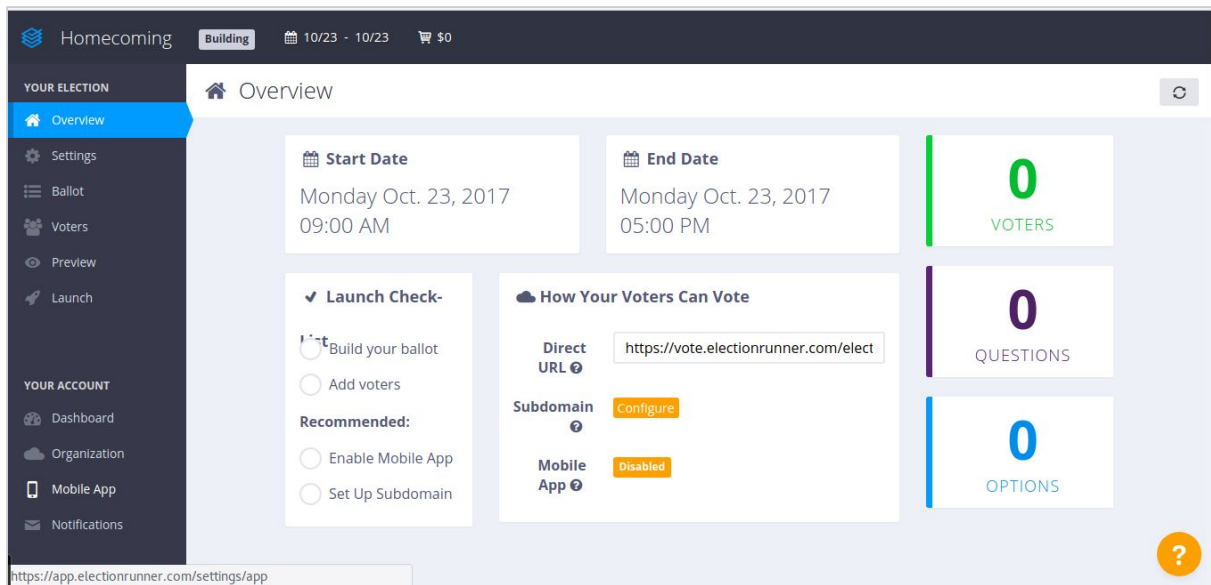 Homecoming Building 10/23 - 10/23 $0
YOUR ELECTION
Overview
Settings
Ballot
Voters
Preview
Launch
YOUR ACCOUNT
Dashboard
Organization
Mobile App
Notifications
Overview
Start Date
Monday Oct. 23, 2017
09:00 AM
End Date
Monday Oct. 23, 2017
05:00 PM
0
VOTERS
Launch Check-
List
Build your ballot
Add voters
Recommended:
Enable Mobile App
Set Up Subdomain
How Your Voters Can Vote
Direct
URL ?
https://vote.electionrunner.com/elect
Subdomain
?
Configure
Mobile
App ?
Disabled
0
QUESTIONS
0
OPTIONS
?
https://app.electionrunner.com/settings/app